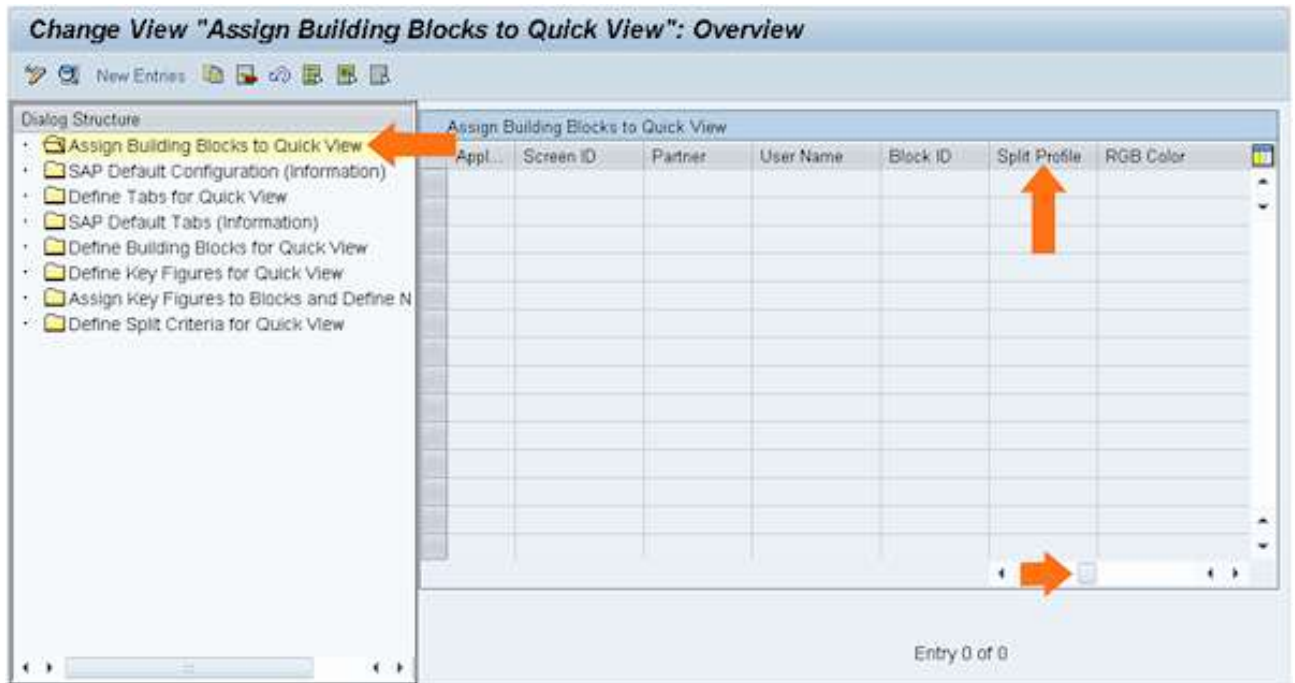 Change View "Assign Building Blocks to Quick View": Overview
New Entries
Dialog Structure
Assign Building Blocks to Quick View
SAP Default Configuration (Information)
Define Tabs for Quick View
SAP Default Tabs (Information)
Define Building Blocks for Quick View
Define Key Figures for Quick View
Assign Key Figures to Blocks and Define N
Define Split Criteria for Quick View
Assign Building Blocks to Quick View
Appl... Screen ID Partner User Name Block ID Split Profile RGB Color
Entry 0 of 0